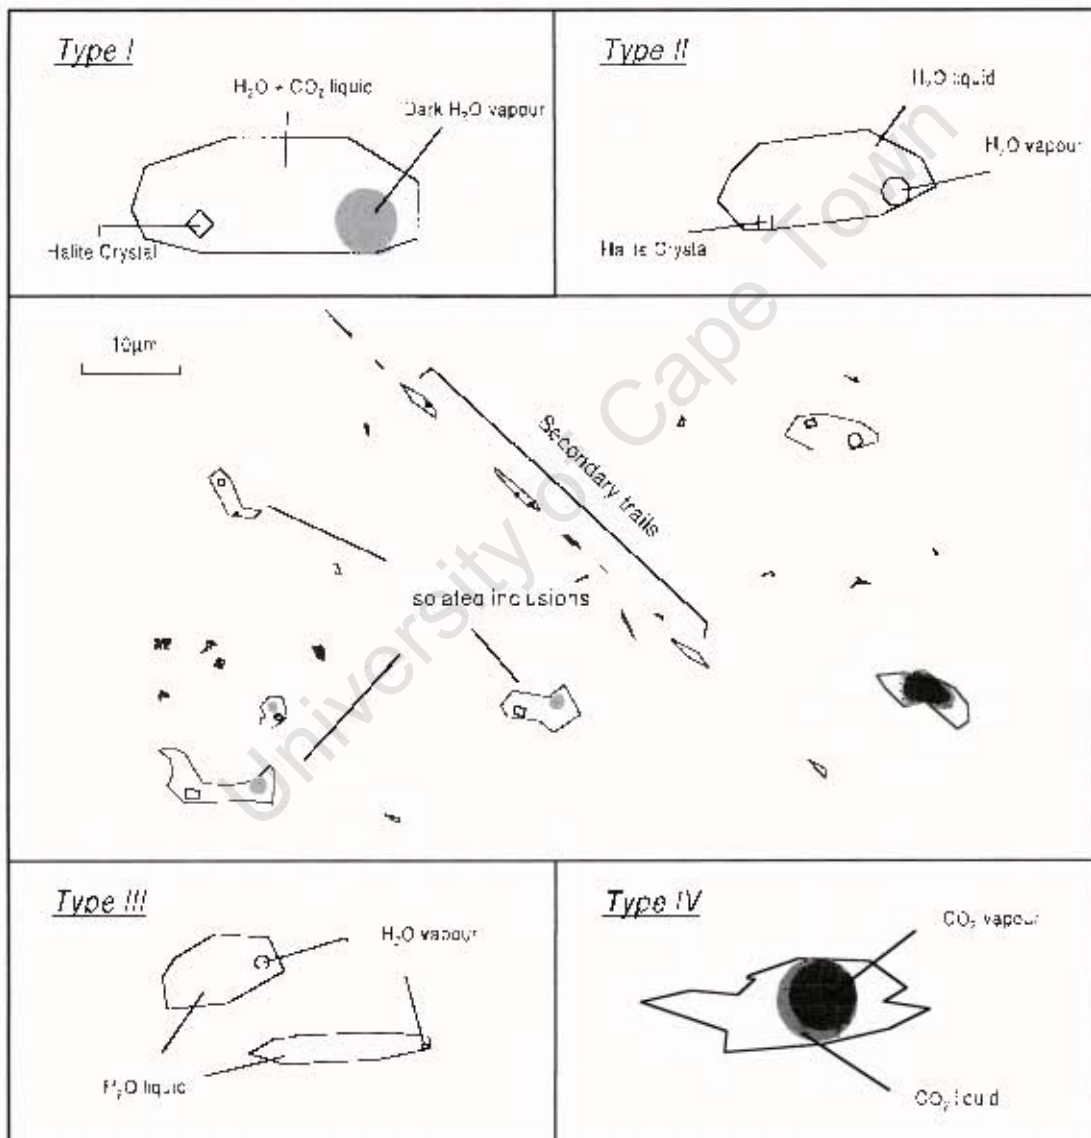 Type I
H₂O + CO₂ liquid
Dark H₂O vapour
Halite Crystal
Type II
H₂O liquid
H₂O vapour
Halite Crysta
10µm
Secondary trails
isolated inclusions
Type III
H₂O vapour
H₂O liquid
Type IV
CO₂ vapour
CO₂ liquid
University of Cape Town